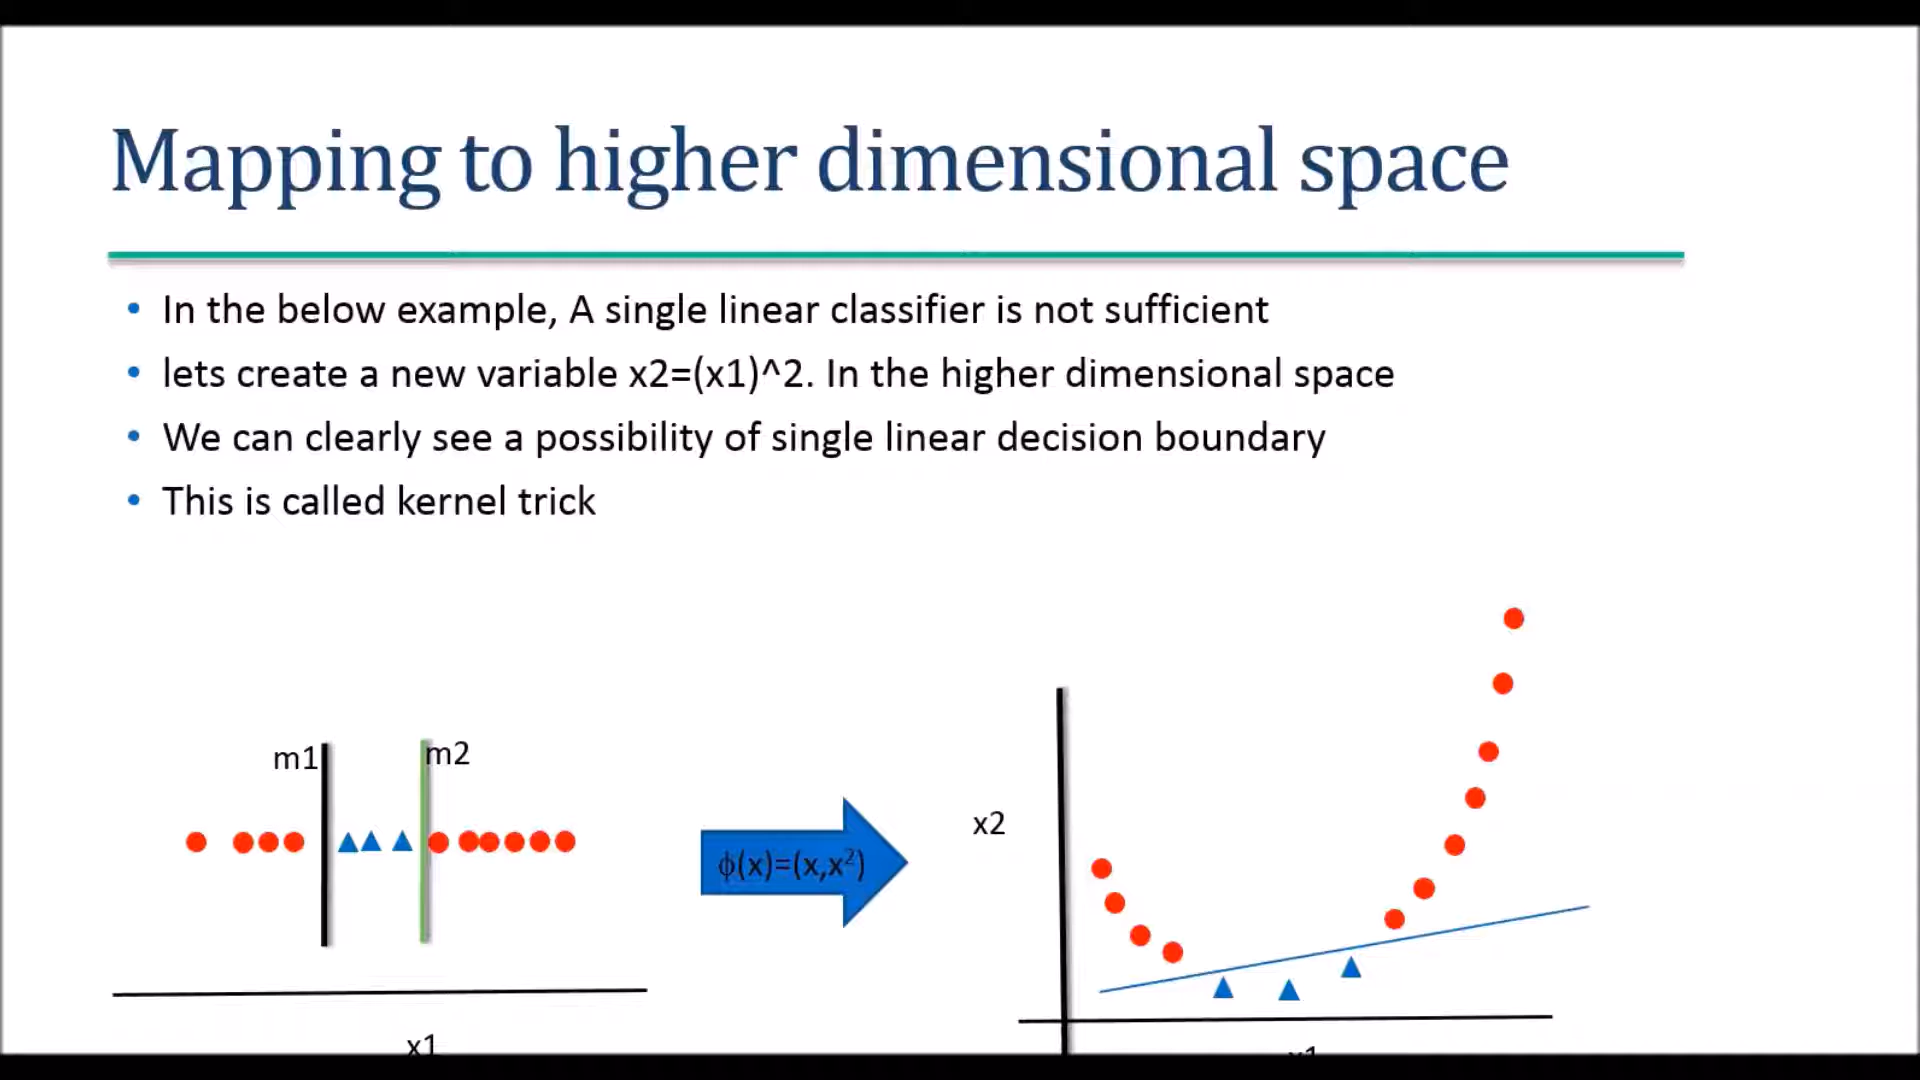 Mapping to higher dimensional space
• In the below example, A single linear classifier is not sufficient
• lets create a new variable x2=(x1)^2. In the higher dimensional space
• We can clearly see a possibility of single linear decision boundary
• This is called kernel trick
m1
m2
x2
ϕ(x)=(x,x²)
x1
x1